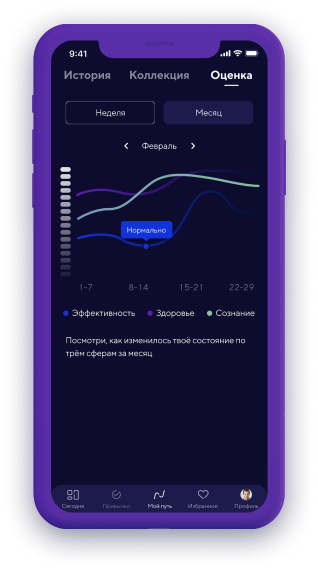 9:41
История Коллекция Оценка
Неделя Месяц
Февраль
Нормально
1-7 8-14 15-21 22-29
Эффективность Здоровье Сознание
Посмотри, как изменилось твоё состояние по
трём сферам за месяц
Сегодня Привычки Мой путь Избранное Профиль